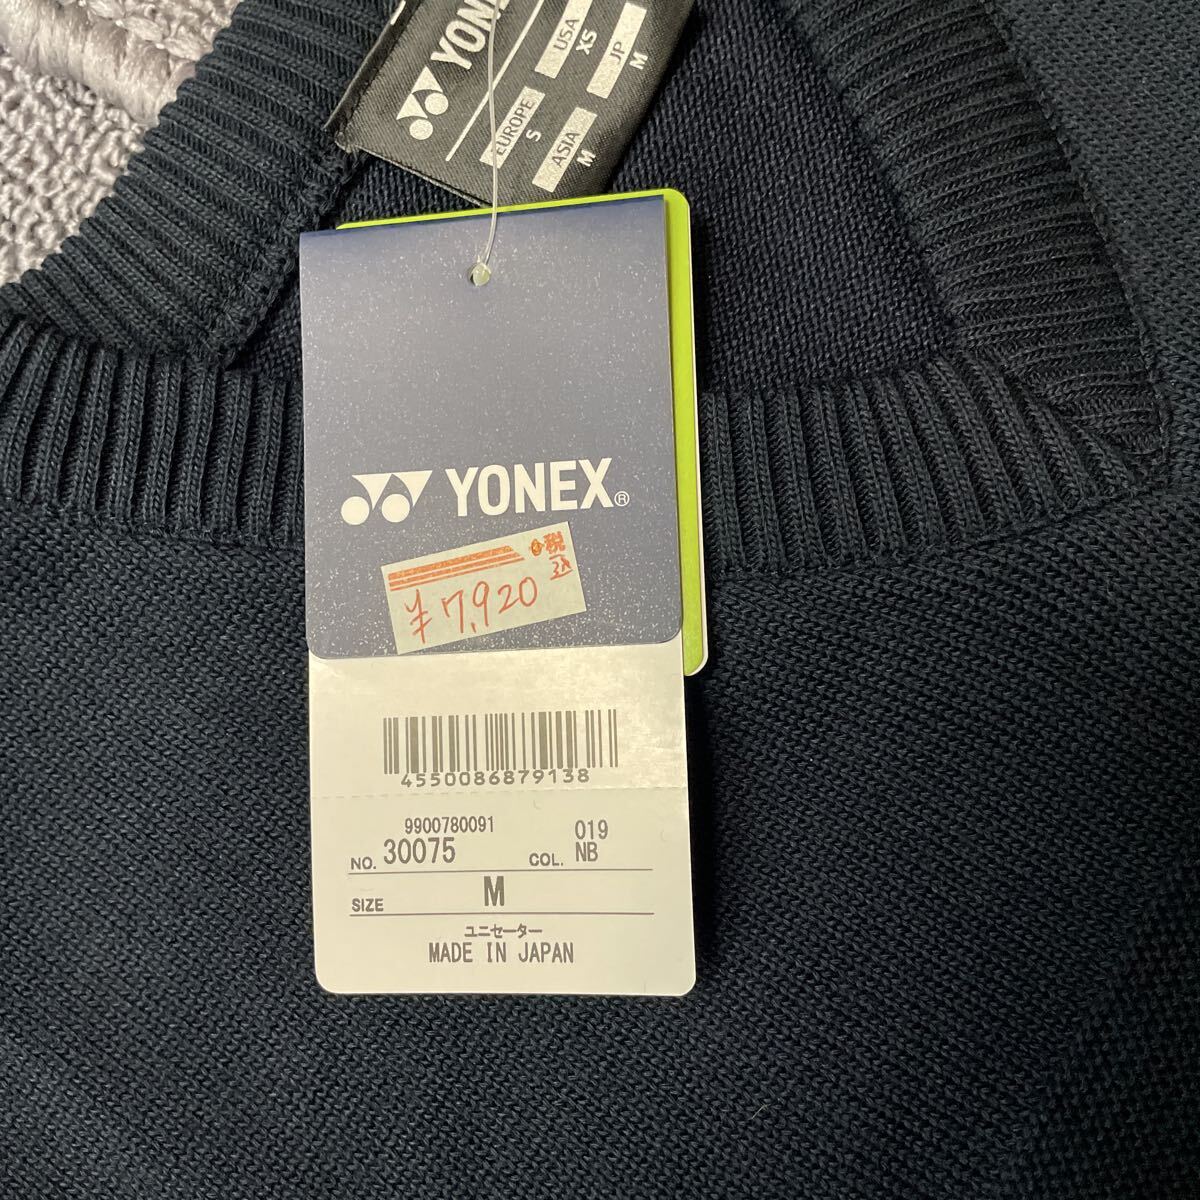 YONEX
USA
XS
JP
M
EUROPE
S
ASIA
M
YONEX®
税込
¥7,920
4550086879138
9900780091
019
NO. 30075
COL. NB
SIZE M
ユニセーター
MADE IN JAPAN